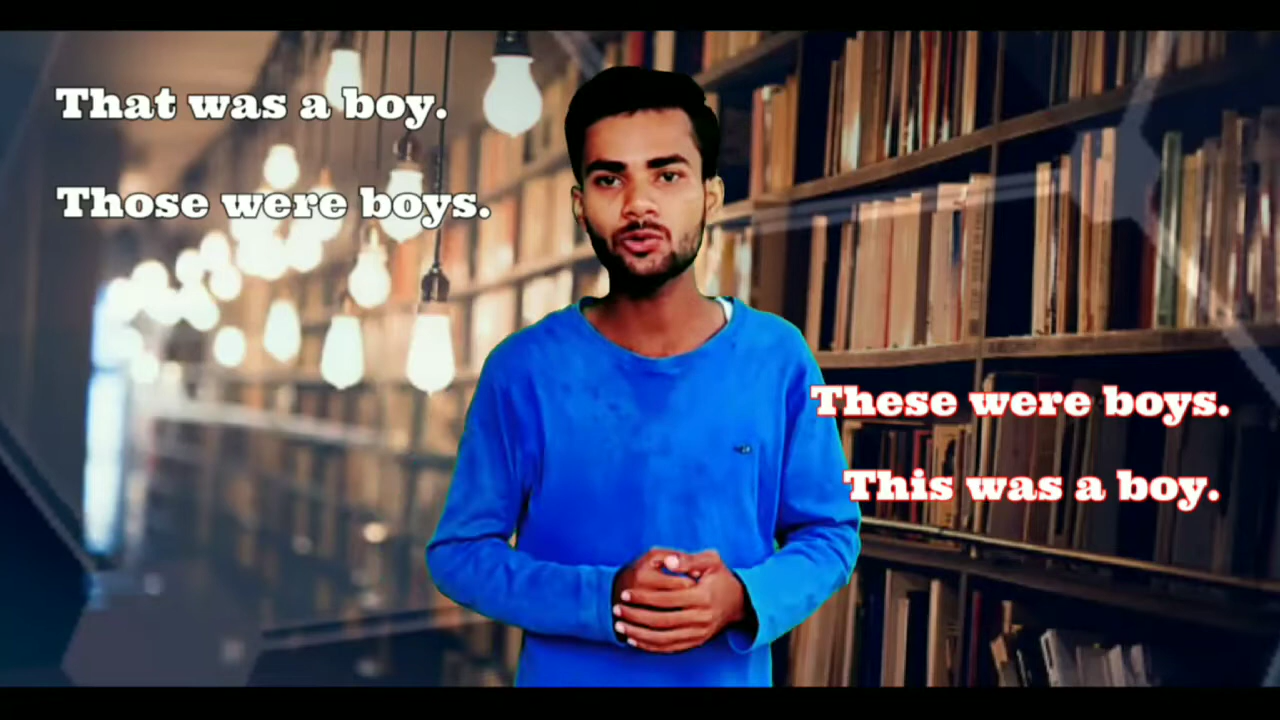 That was a boy.
Those were boys.
These were boys.
This was a boy.